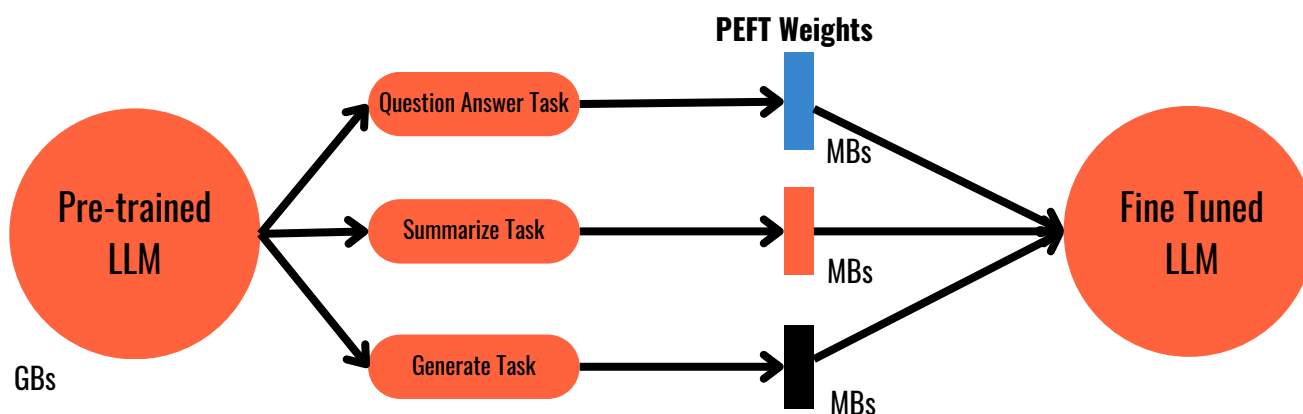 PEFT Weights
Question Answer Task
MBs
Pre-trained
LLM
Summarize Task
Fine Tuned
LLM
MBs
Generate Task
GBs
MBs